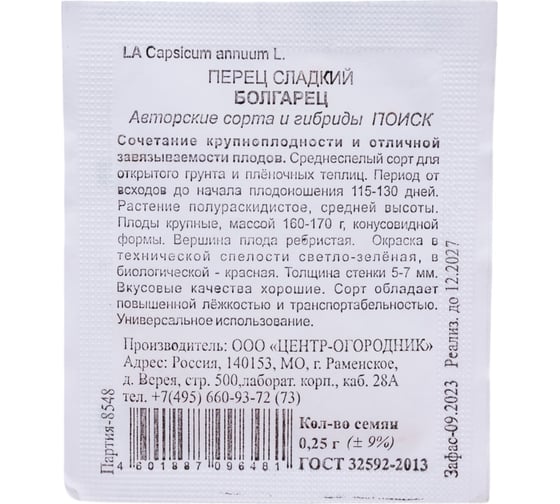 LA Capsicum annuum L.
ПЕРЕЦ СЛАДКИЙ
БОЛГАРЕЦ
Авторские сорта и гибриды ПОИСК
Сочетание крупноплодности и отличной
завязываемости плодов. Среднеспелый сорт для
открытого грунта и плёночных теплиц. Период от
всходов до начала плодоношения 115-130 дней.
Растение полураскидистое, средней высоты.
Плоды крупные, массой 160-170 г, конусовидной
формы. Вершина плода ребристая. Окраска в
технической спелости светло-зелёная, в
биологической - красная. Толщина стенки 5-7 мм.
Вкусовые качества хорошие. Сорт обладает
повышенной лёжкостью и транспортабельностью.
Универсальное использование.
Производитель: ООО «ЦЕНТР-ОГОРОДНИК»
Адрес: Россия, 140153, МО, г. Раменское,
д. Верея, стр. 500,лаборат. корп., каб. 28А
тел. +7(495) 660-93-72 (73)
Партия-8548
4 601887 096481
Кол-во семян
0,25 г (± 9%)
ГОСТ 32592-2013
Зафас-09.2023 Реализ. до 12.2027